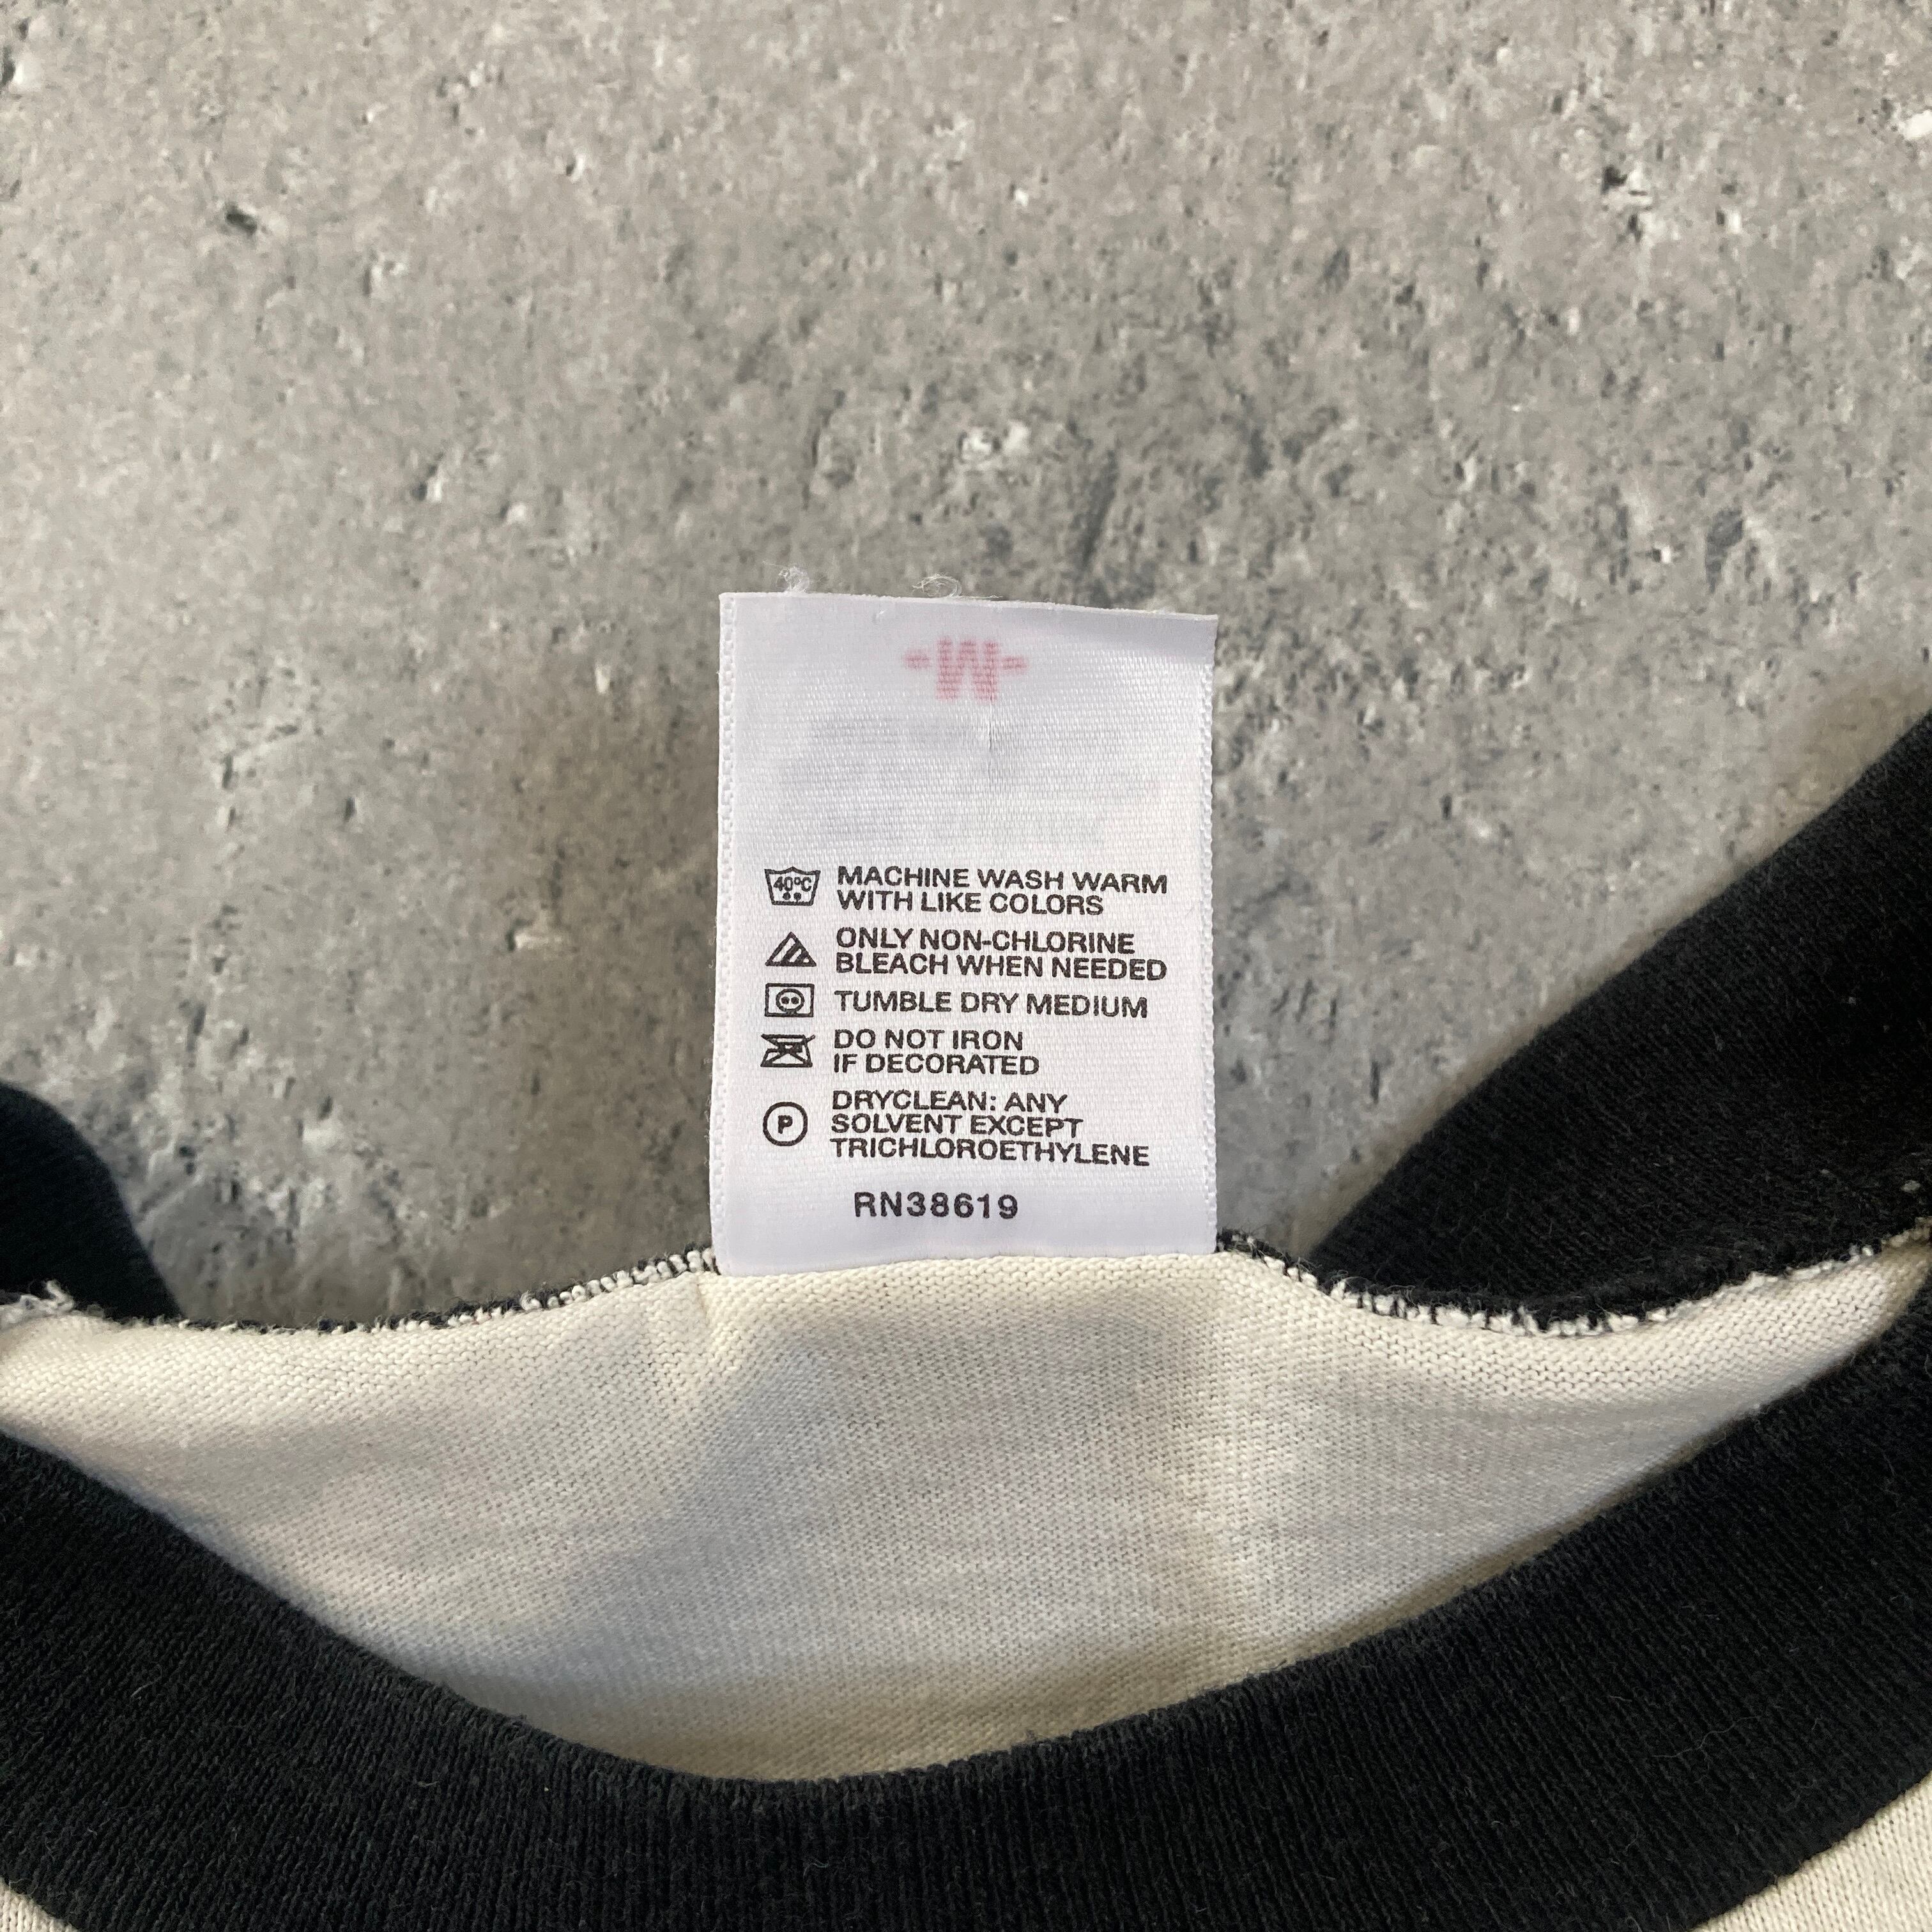 -M-
40°C
MACHINE WASH WARM
WITH LIKE COLORS
ONLY NON-CHLORINE
BLEACH WHEN NEEDED
TUMBLE DRY MEDIUM
DO NOT IRON
IF DECORATED
P
DRYCLEAN: ANY
SOLVENT EXCEPT
TRICHLOROETHYLENE
RN38619